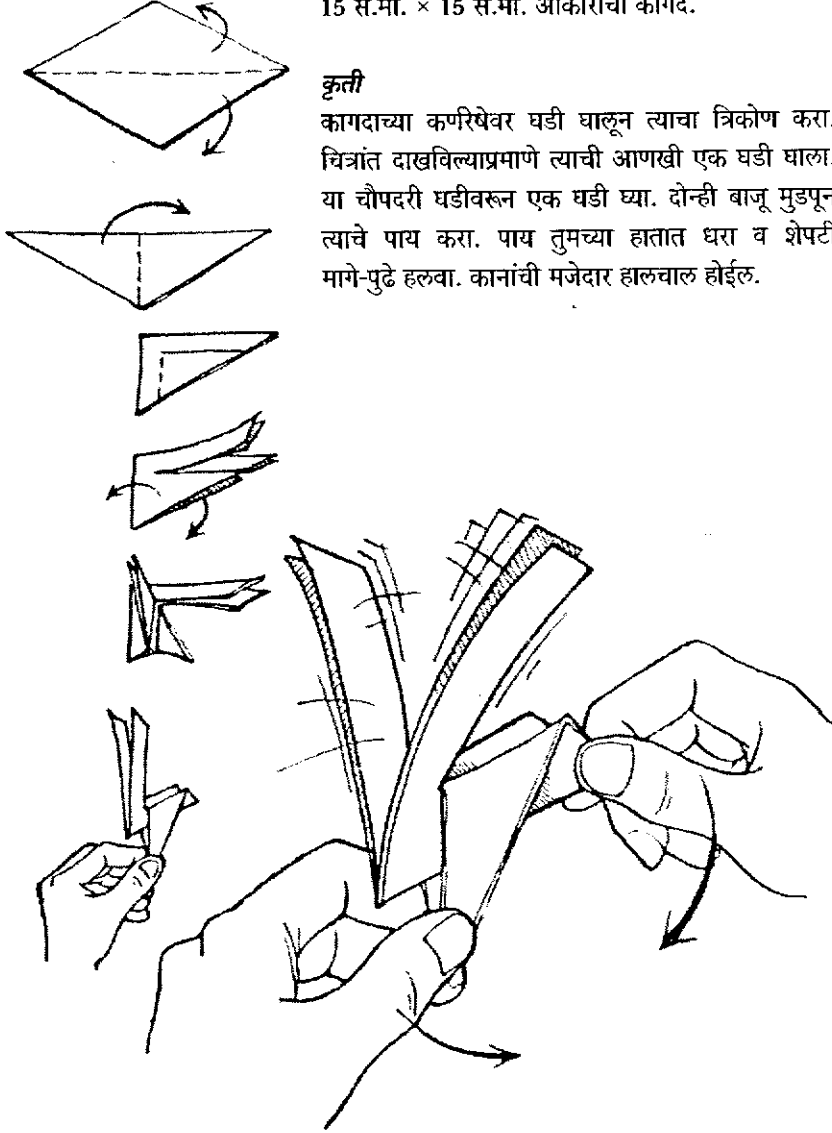 15 से.मी. × 15 से.मी. आकाराचा कागद.
कृती
कागदाच्या कर्णरेषेवर घडी घालून त्याचा त्रिकोण करा.
चित्रांत दाखविल्याप्रमाणे त्याची आणखी एक घडी घाला.
या चौपदरी घडीवरून एक घडी घ्या. दोन्ही बाजू मुडपून
त्याचे पाय करा. पाय तुमच्या हातात धरा व शेपटी
मागे-पुढे हलवा. कानांची मजेदार हालचाल होईल.